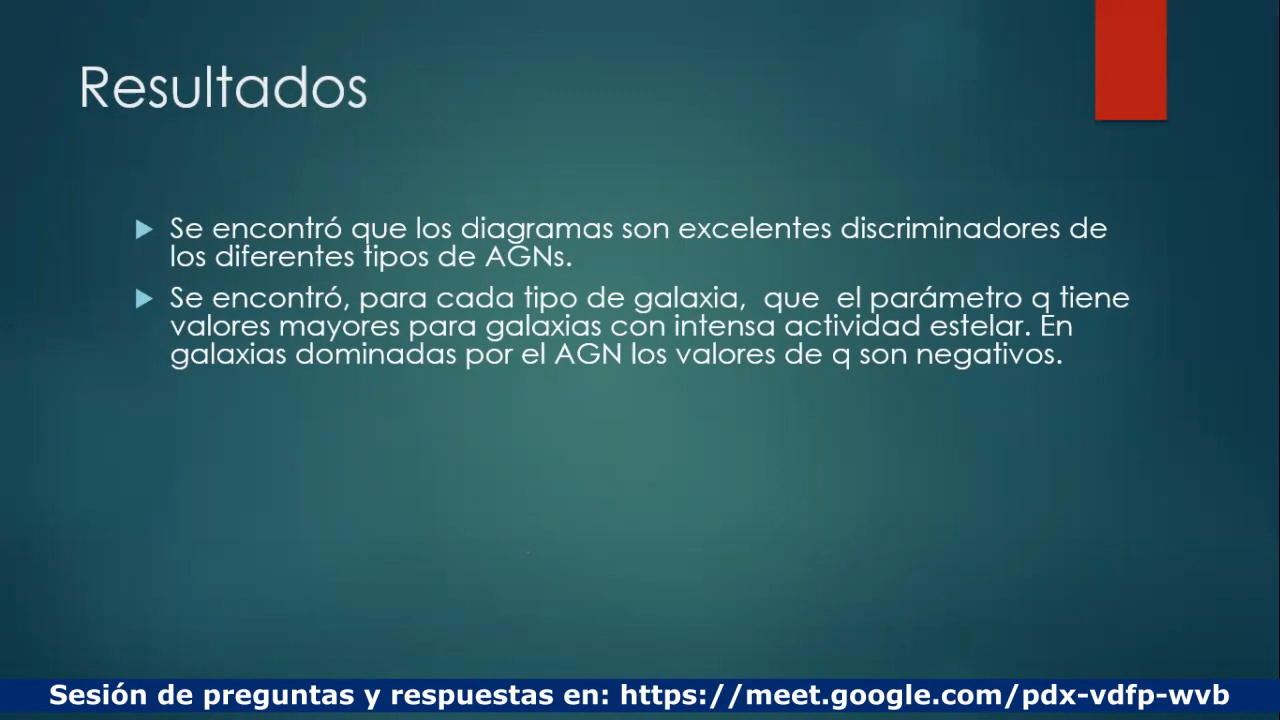 Resultados
Se encontró que los diagramas son excelentes discriminadores de
los diferentes tipos de AGNs.
Se encontró, para cada tipo de galaxia,  que  el parámetro q tiene
valores mayores para galaxias con intensa actividad estelar. En
galaxias dominadas por el AGN los valores de q son negativos.
Sesión de preguntas y respuestas en: https://meet.google.com/pdx-vdfp-wvb